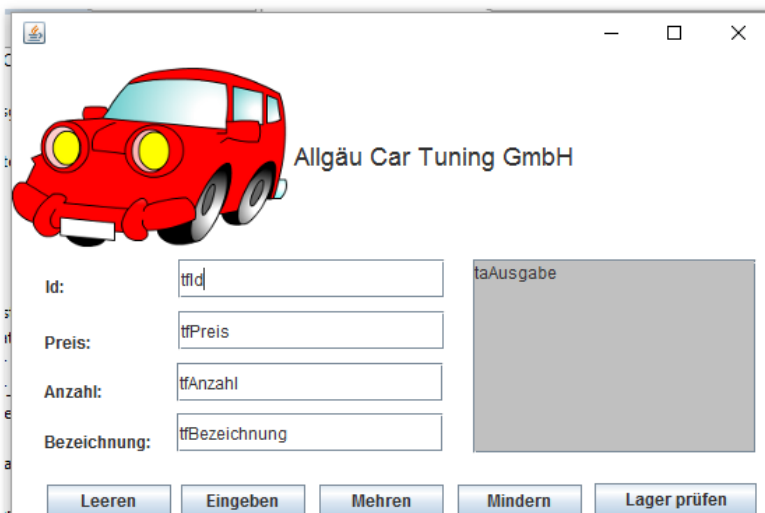 Allgäu Car Tuning GmbH
Id:
tfId
taAusgabe
Preis:
tfPreis
Anzahl:
tfAnzahl
Bezeichnung:
tfBezeichnung
Leeren
Eingeben
Mehren
Mindern
Lager prüfen